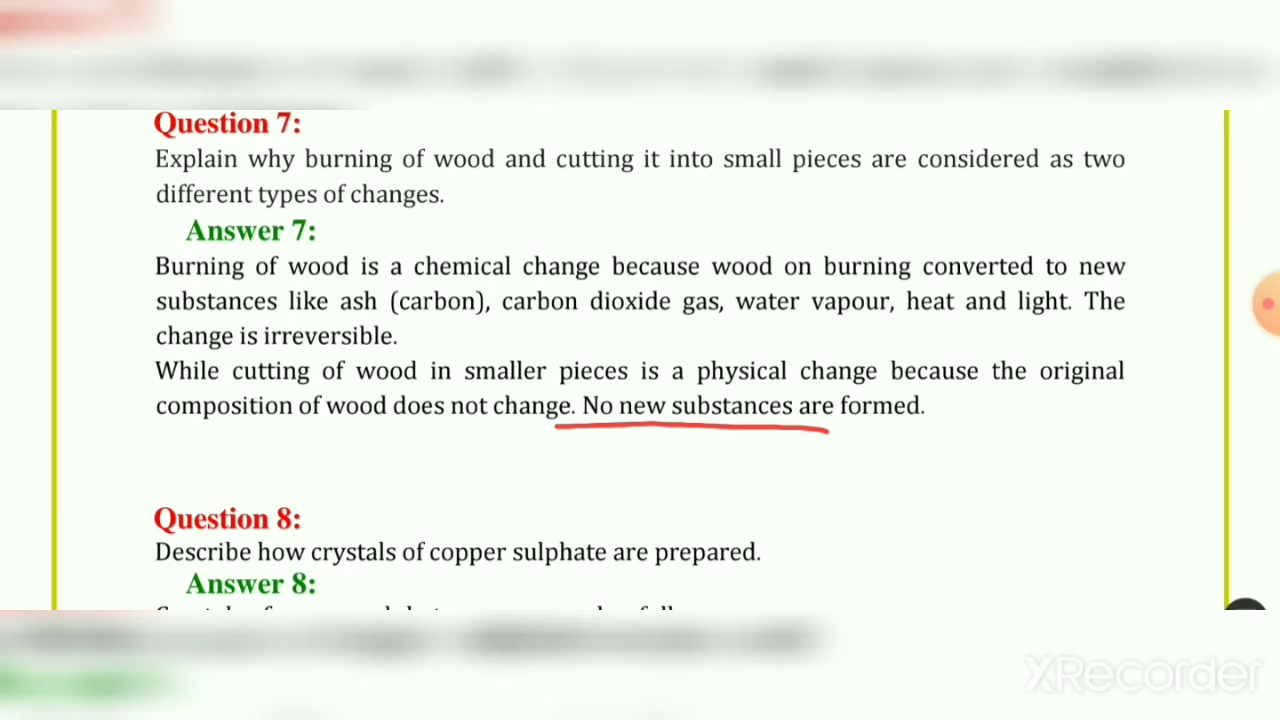 Question 7:
Explain why burning of wood and cutting it into small pieces are considered as two
different types of changes.
Answer 7:
Burning of wood is a chemical change because wood on burning converted to new
substances like ash (carbon), carbon dioxide gas, water vapour, heat and light. The
change is irreversible.
While cutting of wood in smaller pieces is a physical change because the original
composition of wood does not change. No new substances are formed.
Question 8:
Describe how crystals of copper sulphate are prepared.
Answer 8:
XRecorder